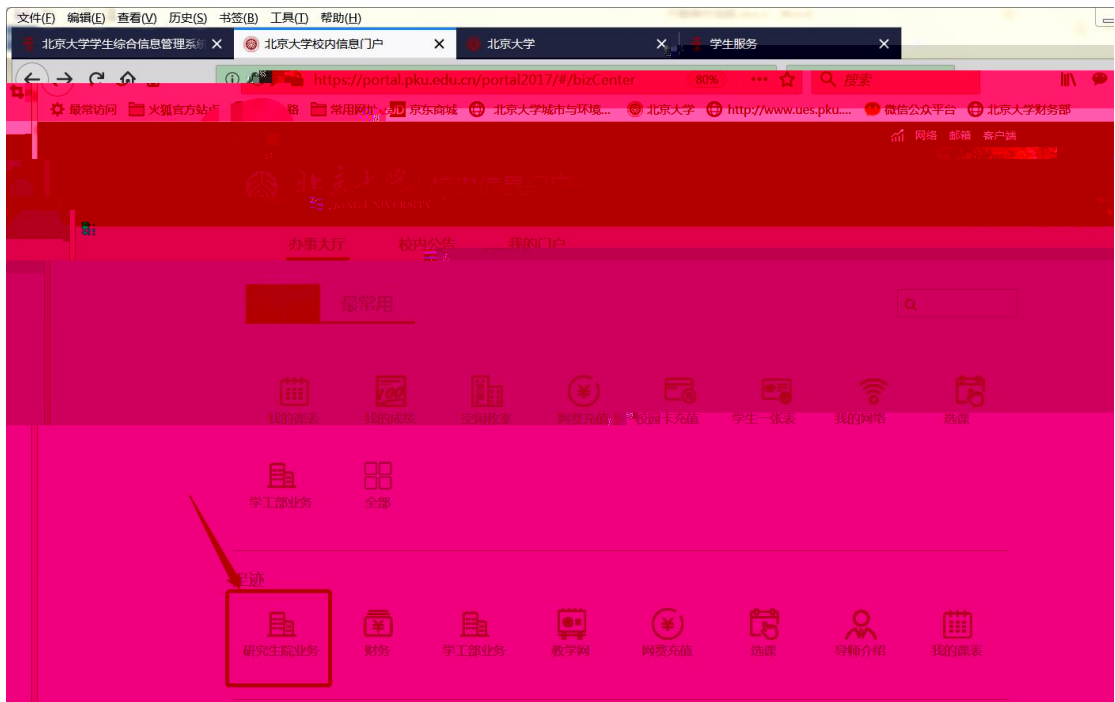 文件(F) 编辑(E) 查看(V) 历史(S) 书签(B) 工具(T) 帮助(H)
北京大学学生综合信息管理系统 北京大学校内信息门户 北京大学 学生服务
https://portal.pku.edu.cn/portal2017/#/bizCenter 80% 搜索
最常访问 火狐官方站点 常用网址 JD 京东商城 北京大学城市与环境... 北京大学 http://www.ues.pku.... 微信公众平台 北京大学财务部
网络 邮箱 客户端
办事大厅 校内公告 我的门户
最常用
我的课表 我的成绩 空闲教室 网费充值 校园卡充值 学生一张表 我的网络 选课
学工部业务 全部
足迹
研究生院业务 财务 学工部业务 教学网 网费充值 选课 导师介绍 我的课表